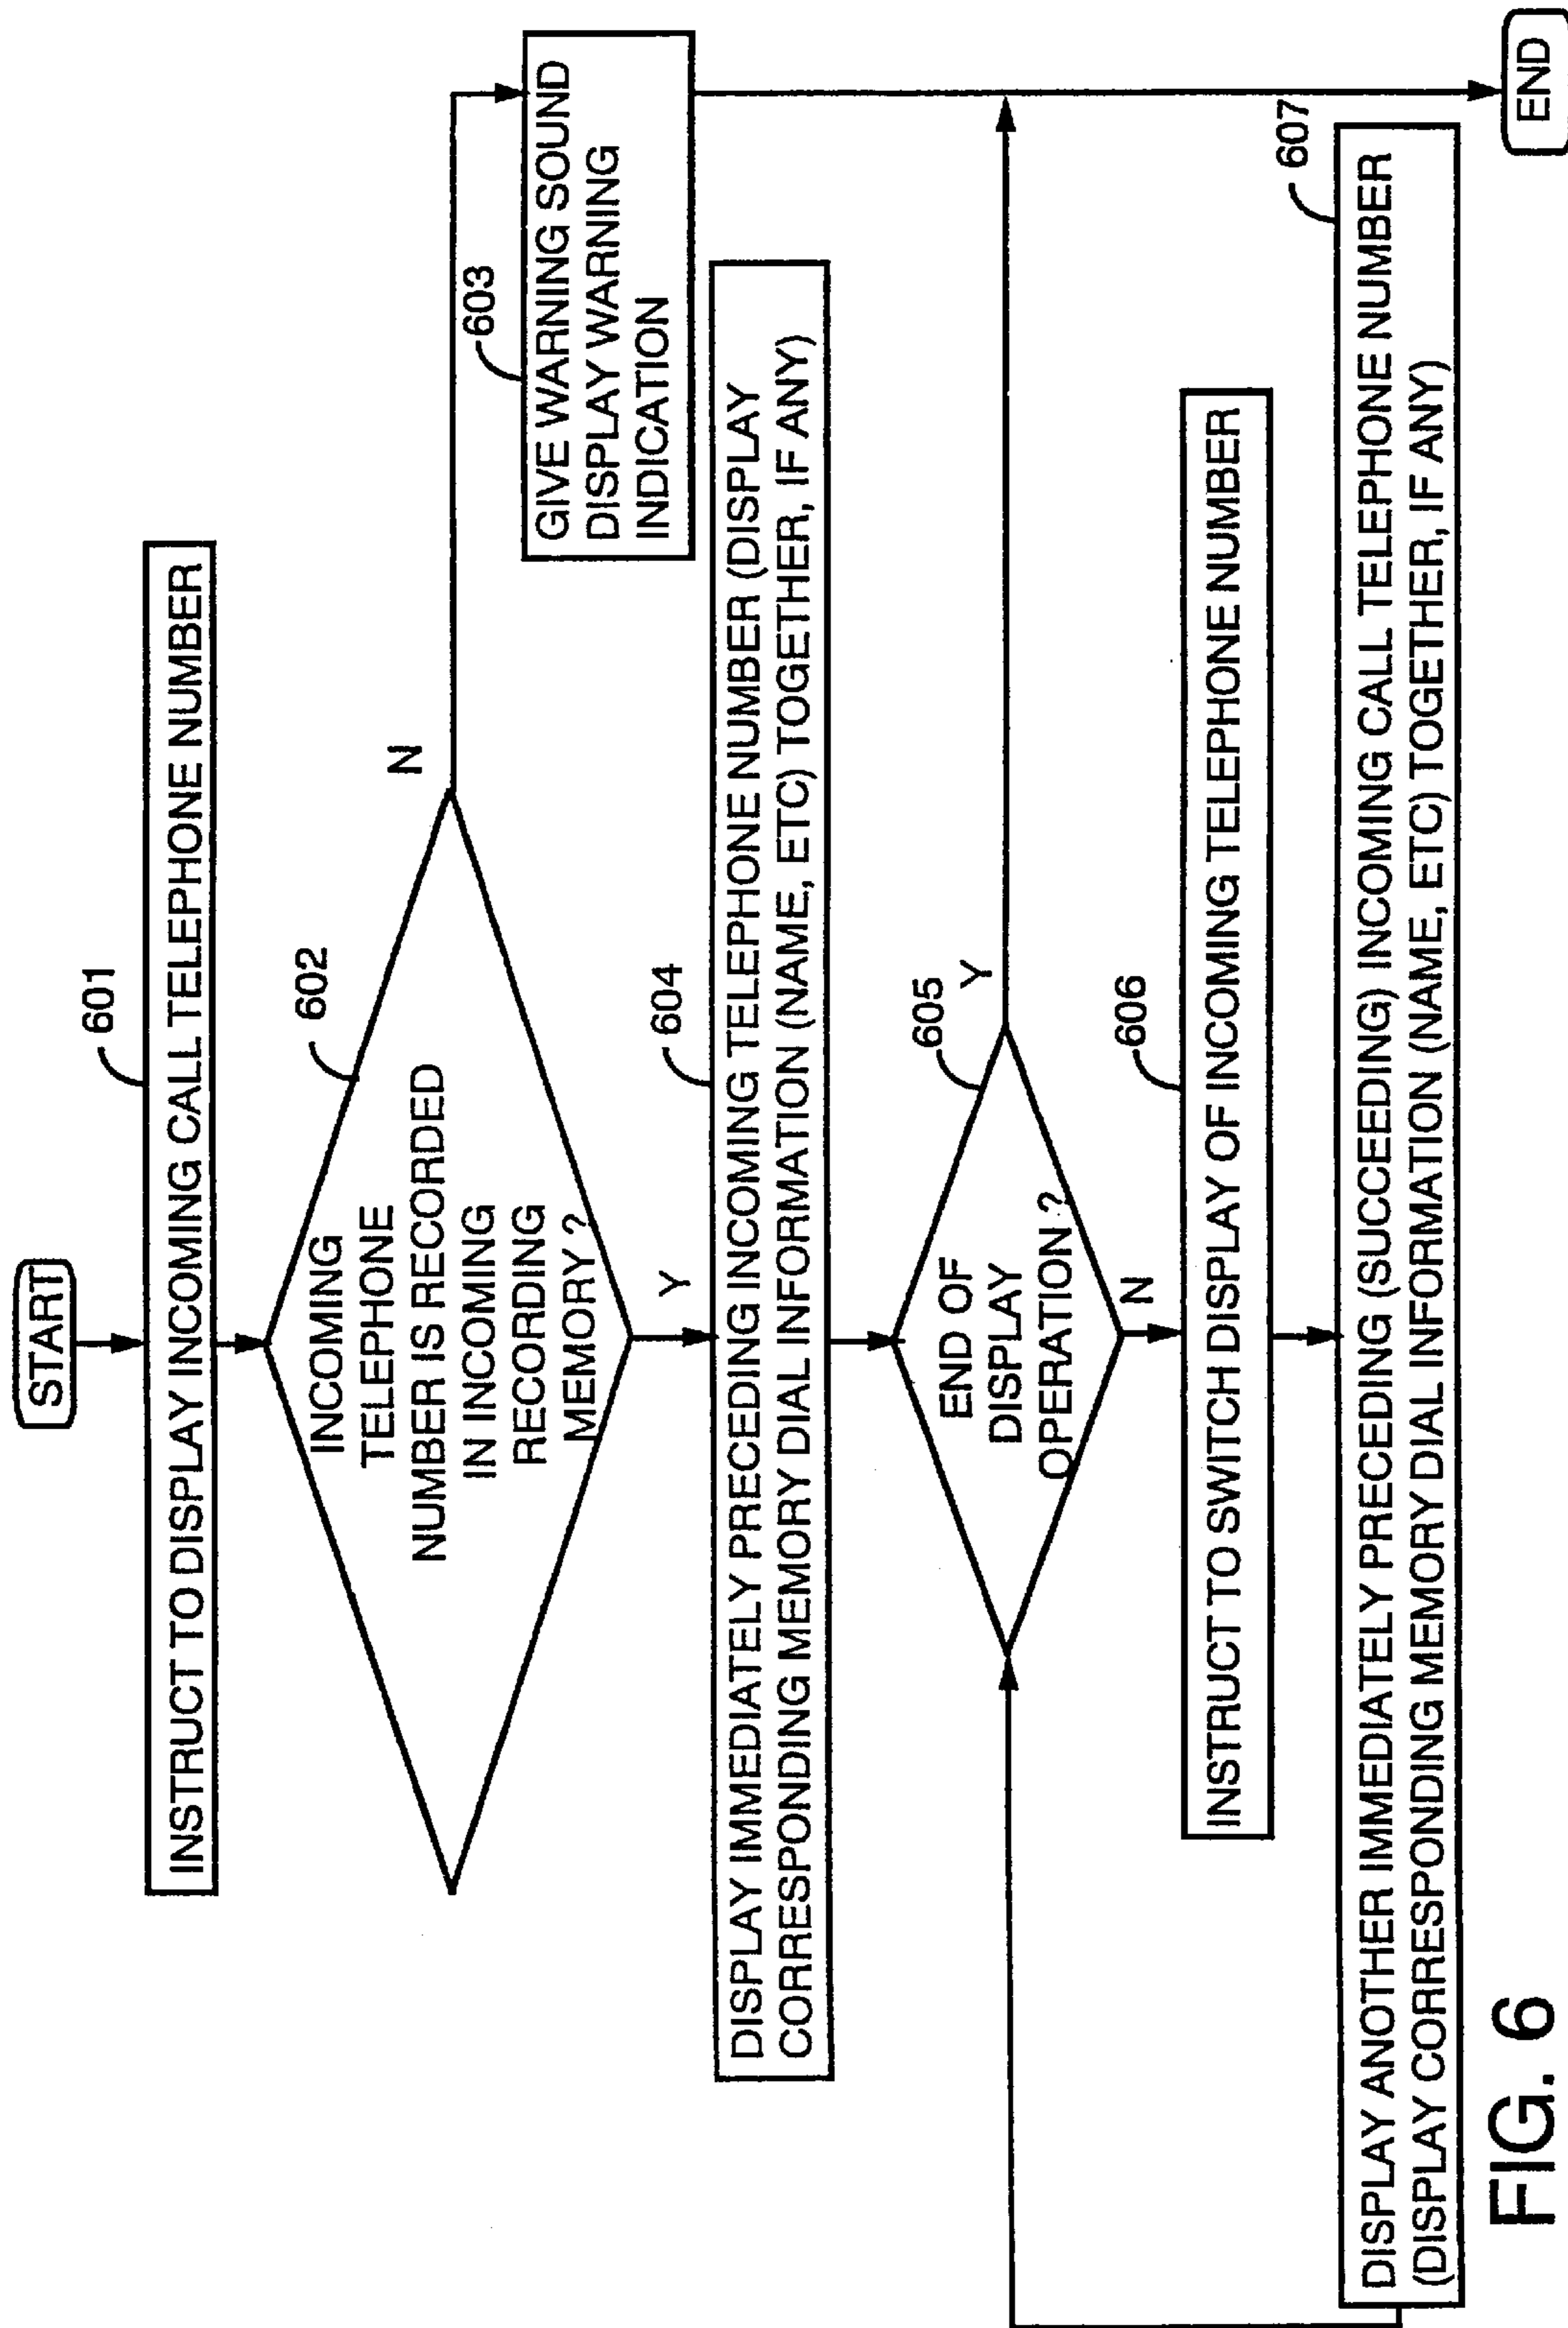 START
601
INSTRUCT TO DISPLAY INCOMING CALL TELEPHONE NUMBER
602
INCOMING
TELEPHONE
NUMBER IS RECORDED
IN INCOMING
RECORDING
MEMORY ?
N
Y
603
GIVE WARNING SOUND
DISPLAY WARNING
INDICATION
604
DISPLAY IMMEDIATELY PRECEDING INCOMING TELEPHONE NUMBER (DISPLAY
CORRESPONDING MEMORY DIAL INFORMATION (NAME, ETC) TOGETHER, IF ANY)
605
END OF
DISPLAY
OPERATION ?
Y
N
606
INSTRUCT TO SWITCH DISPLAY OF INCOMING TELEPHONE NUMBER
607
DISPLAY ANOTHER IMMEDIATELY PRECEDING (SUCCEEDING) INCOMING CALL TELEPHONE NUMBER
(DISPLAY CORRESPONDING MEMORY DIAL INFORMATION (NAME, ETC) TOGETHER, IF ANY)
END
FIG. 6